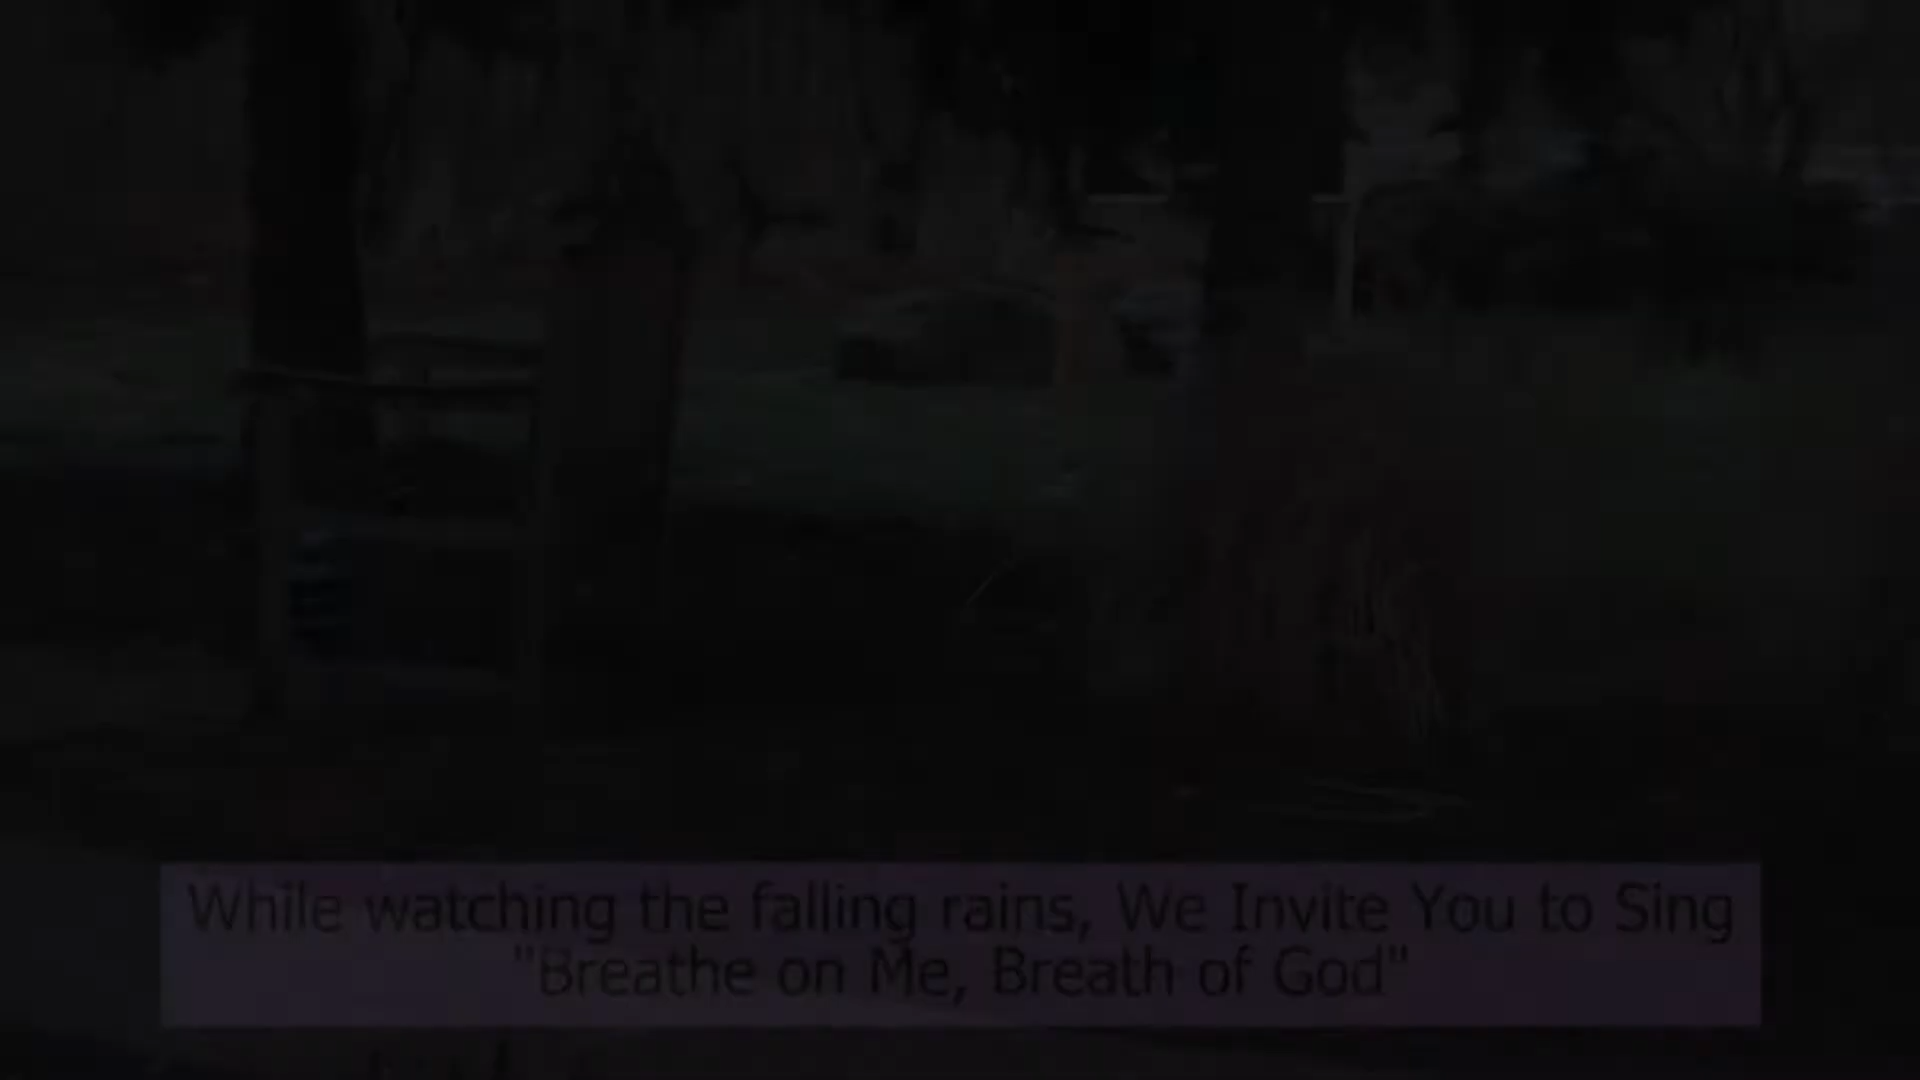 While watching the falling rains, We Invite You to Sing
"Breathe on Me, Breath of God"